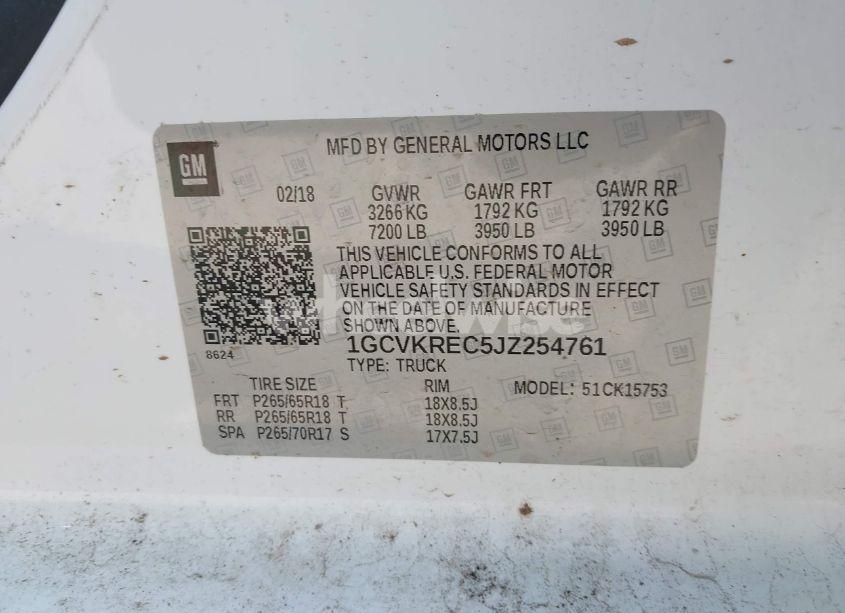 MFD BY GENERAL MOTORS LLC
GM
02/18 GVWR GAWR FRT GAWR RR
3266 KG 1792 KG 1792 KG
7200 LB 3950 LB 3950 LB
THIS VEHICLE CONFORMS TO ALL
APPLICABLE U.S. FEDERAL MOTOR
VEHICLE SAFETY STANDARDS IN EFFECT
ON THE DATE OF MANUFACTURE
SHOWN ABOVE.
8624
1GCVKREC5JZ254761
TYPE: TRUCK
TIRE SIZE RIM MODEL: 51CK15753
FRT P265/65R18 T 18X8.5J
RR P265/65R18 T 18X8.5J
SPA P265/70R17 S 17X7.5J